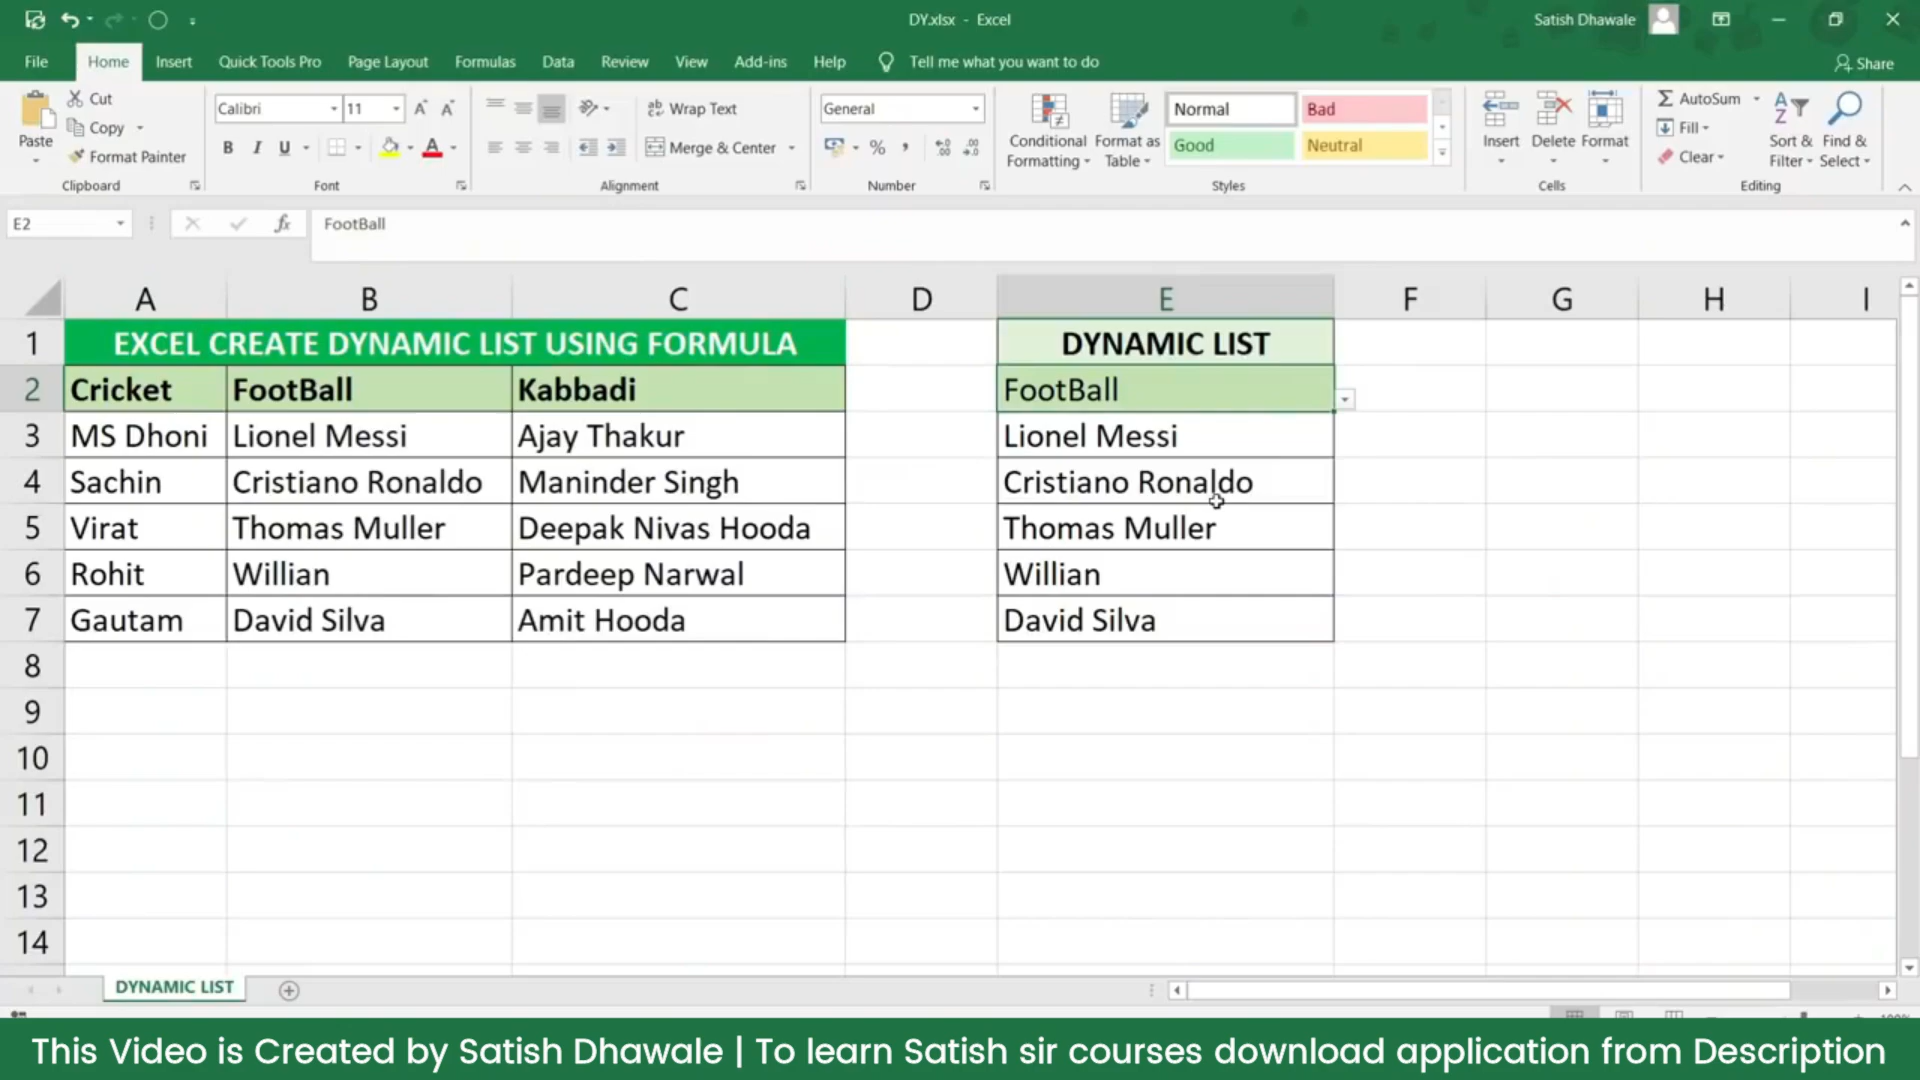 DY.xlsx - Excel
Satish Dhawale
File Home Insert Quick Tools Pro Page Layout Formulas Data Review View Add-ins Help Tell me what you want to do
Share
Paste
Cut
Copy
Format Painter
Clipboard
Calibri 11
B I U
Font
Wrap Text
Merge & Center
Alignment
General
Number
Conditional Formatting
Format as Table
Normal Bad
Good Neutral
Styles
Insert Delete Format
Cells
AutoSum
Fill
Clear
Sort & Filter
Find & Select
Editing
E2
fx
FootBall
A B C D E F G H I
1 EXCEL CREATE DYNAMIC LIST USING FORMULA DYNAMIC LIST
2 Cricket FootBall Kabbadi FootBall
3 MS Dhoni Lionel Messi Ajay Thakur Lionel Messi
4 Sachin Cristiano Ronaldo Maninder Singh Cristiano Ronaldo
5 Virat Thomas Muller Deepak Nivas Hooda Thomas Muller
6 Rohit Willian Pardeep Narwal Willian
7 Gautam David Silva Amit Hooda David Silva
8
9
10
11
12
13
14
DYNAMIC LIST
This Video is Created by Satish Dhawale | To learn Satish sir courses download application from Description